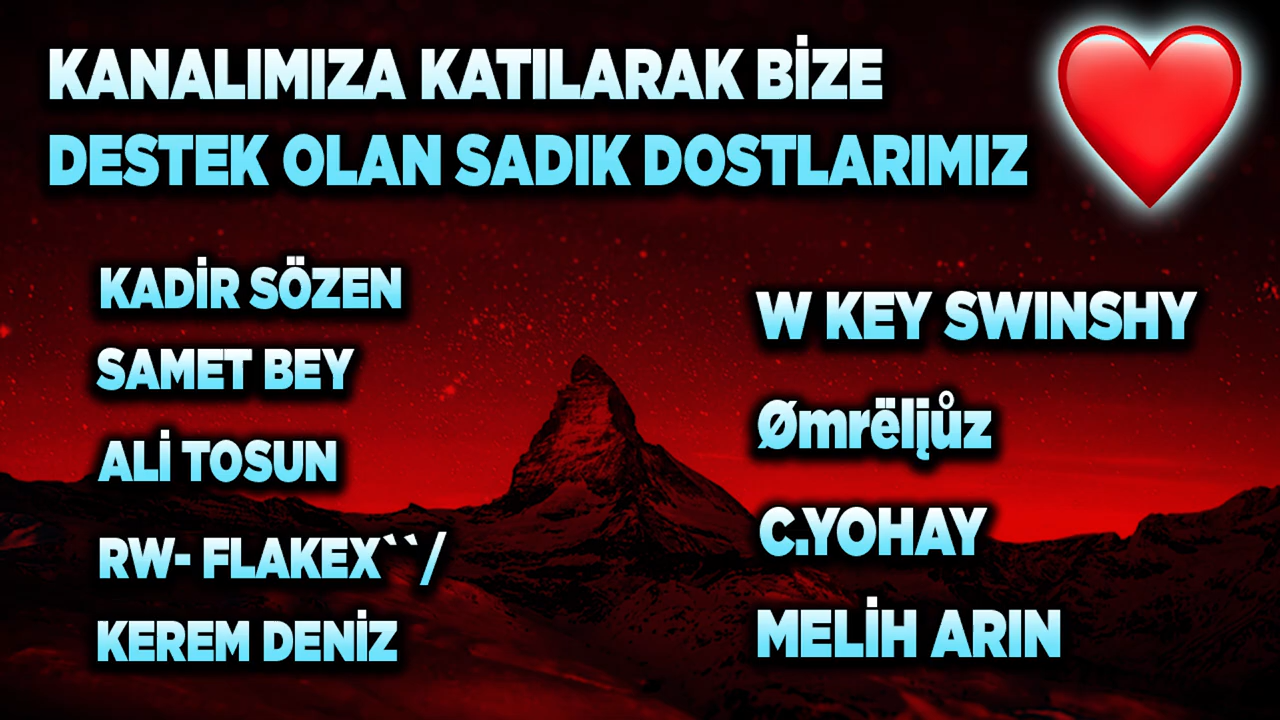 KANALIMIZA KATILARAK BİZE
DESTEK OLAN SADIK DOSTLARIMIZ
KADİR SÖZEN
SAMET BEY
ALİ TOSUN
RW- FLAKEX``/
KEREM DENİZ
W KEY SWINSHY
Ømrëlįůz
C.YOHAY
MELİH ARIN